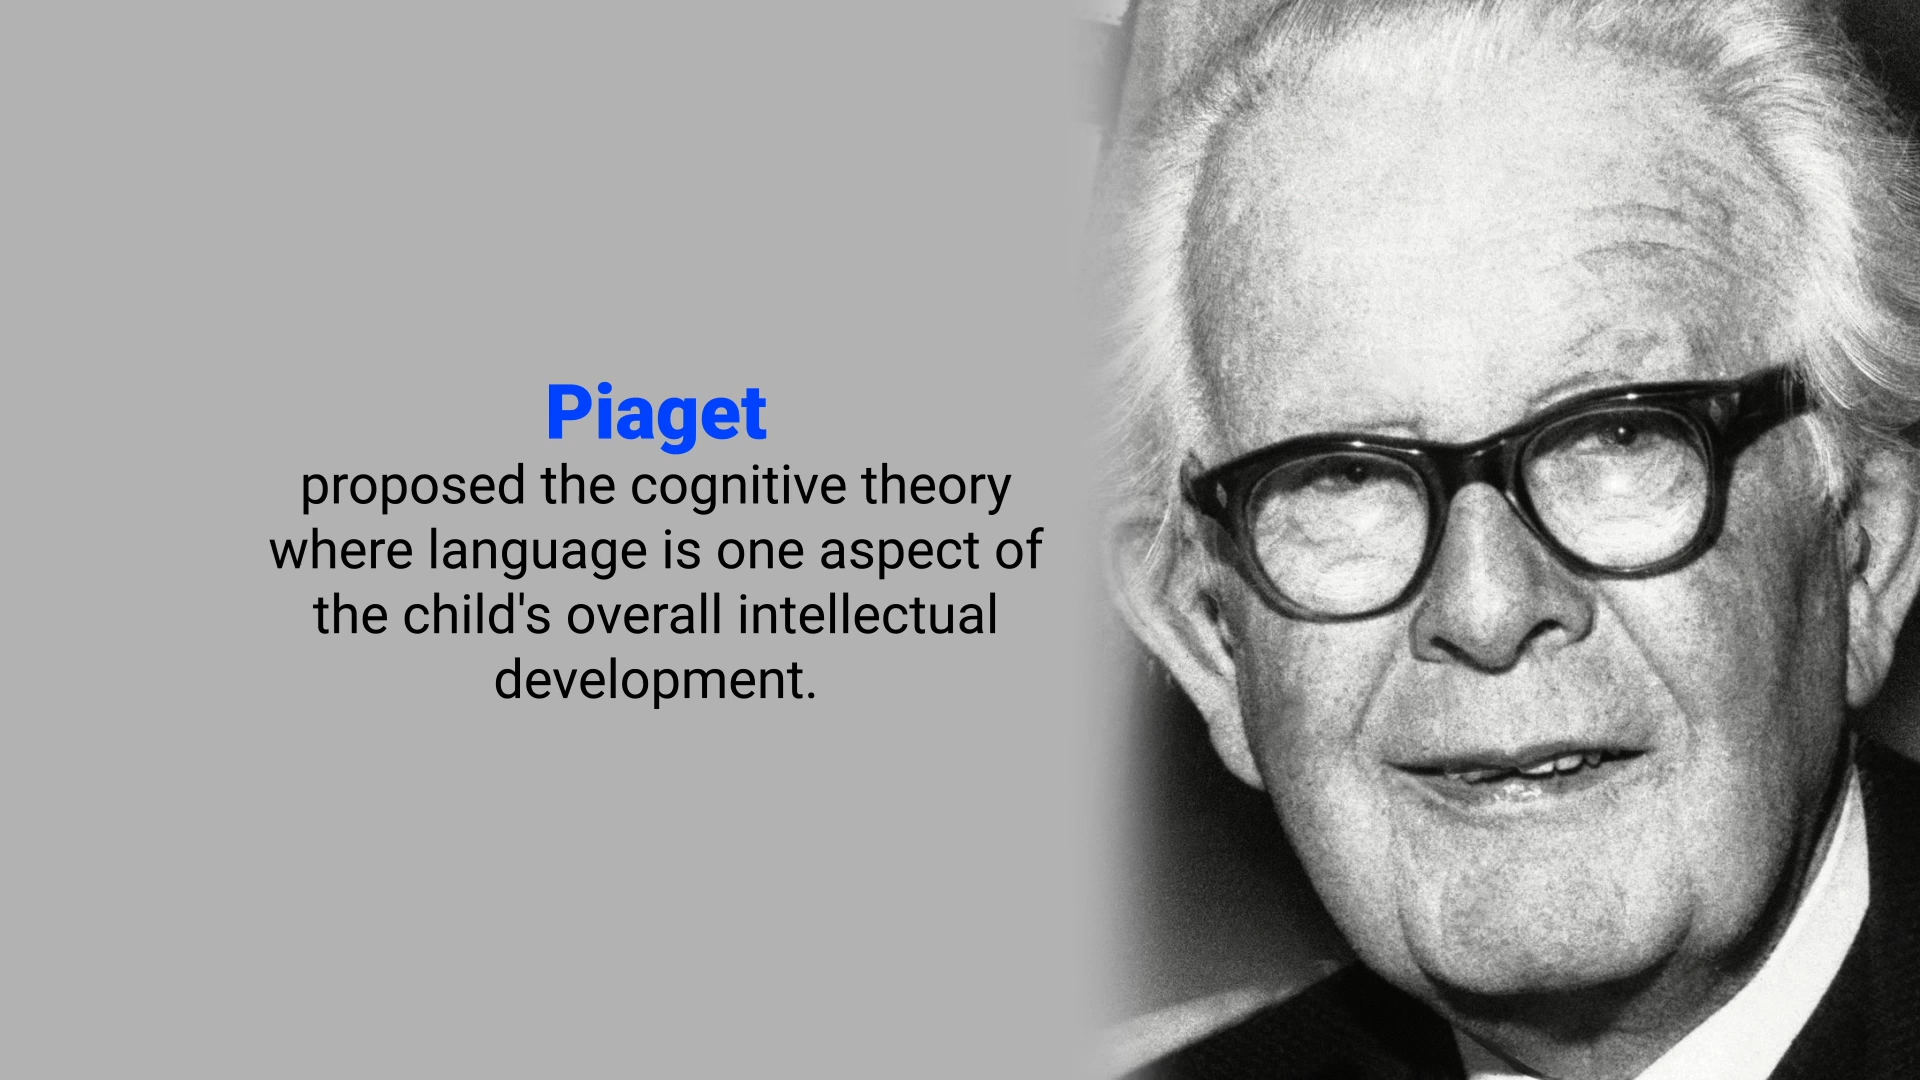 Piaget
proposed the cognitive theory
where language is one aspect of
the child's overall intellectual
development.